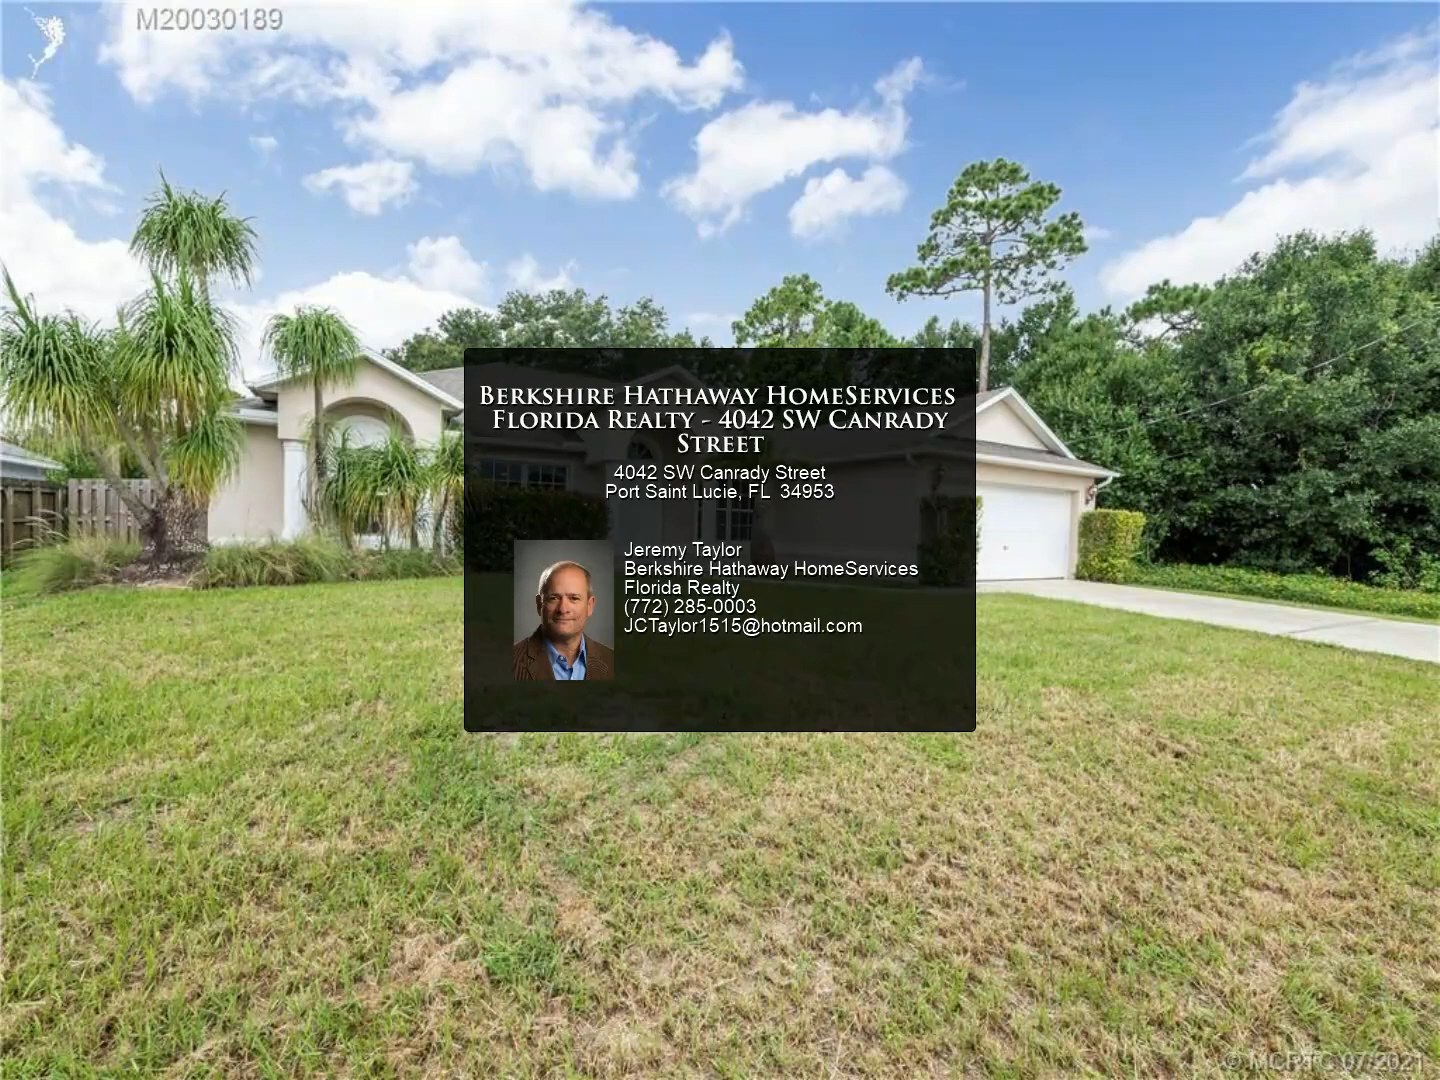 M20030189
Berkshire Hathaway HomeServices
Florida Realty - 4042 SW Canrady
Street
4042 SW Canrady Street
Port Saint Lucie, FL 34953
Jeremy Taylor
Berkshire Hathaway HomeServices
Florida Realty
(772) 285-0003
JCTaylor1515@hotmail.com
© MCRTC 07/2021